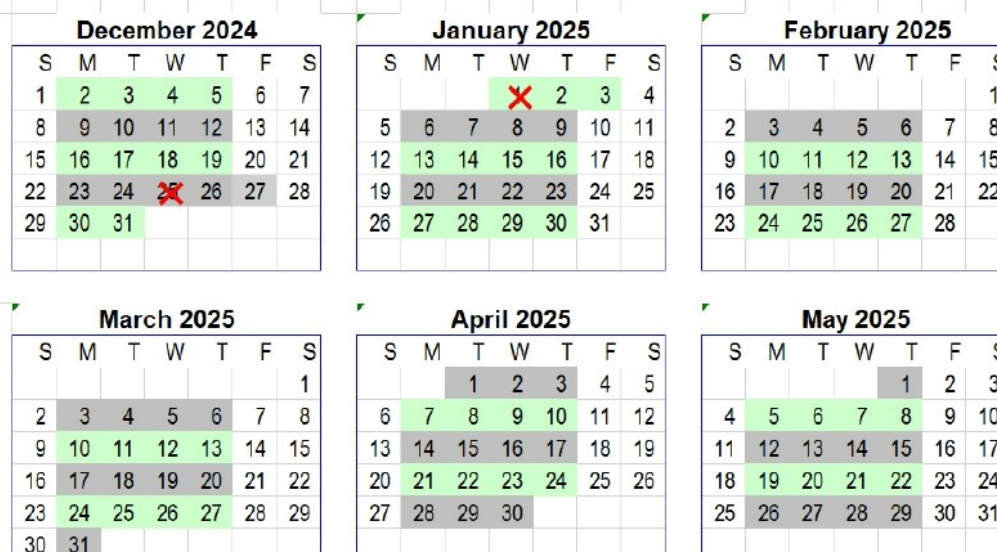 December 2024 January 2025 February 2025
S M T W T F S S M T W T F S S M T W T F
1 2 3 4 5 6 7 2 3 4 1
8 9 10 11 12 13 14 5 6 7 8 9 10 11 2 3 4 5 6 7 8
15 16 17 18 19 20 21 12 13 14 15 16 17 18 9 10 11 12 13 14 15
22 23 24 25 26 27 28 19 20 21 22 23 24 25 16 17 18 19 20 21 22
29 30 31 26 27 28 29 30 31 23 24 25 26 27 28
March 2025 April 2025 May 2025
S M T W T F S S M T W T F S S M T W T F
1 1 2 3 4 5 1 2 3
2 3 4 5 6 7 8 6 7 8 9 10 11 12 4 5 6 7 8 9 10
9 10 11 12 13 14 15 13 14 15 16 17 18 19 11 12 13 14 15 16 17
16 17 18 19 20 21 22 20 21 22 23 24 25 26 18 19 20 21 22 23 24
23 24 25 26 27 28 29 27 28 29 30 25 26 27 28 29 30 31
30 31